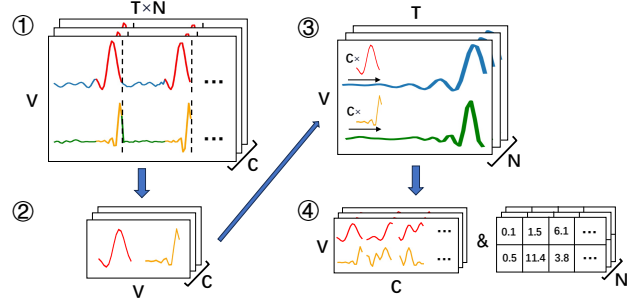 ① T×N
V
...
...
C
②
V
C
③ T
V
C×
C×
N
④
V
...
...
C
&
0.1 1.5 6.1 ...
0.5 11.4 3.8 ...
N